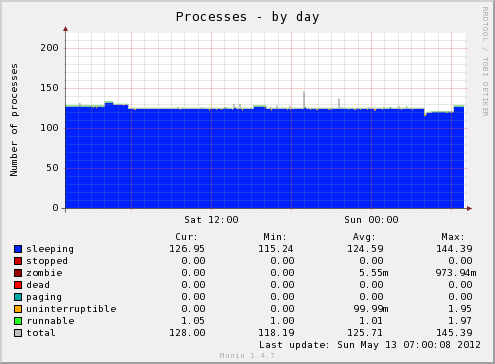 Processes - by day
RRDTOOL / TOBI OETIKER
Number of processes
200
150
100
50
0
Sat 12:00 Sun 00:00
Cur: Min: Avg: Max:
sleeping 126.95 115.24 124.59 144.39
stopped 0.00 0.00 0.00 0.00
zombie 0.00 0.00 5.55m 973.94m
dead 0.00 0.00 0.00 0.00
paging 0.00 0.00 0.00 0.00
uninterruptible 0.00 0.00 99.99m 1.95
runnable 1.05 1.00 1.01 1.97
total 128.00 118.19 125.71 145.39
Last update: Sun May 13 07:00:08 2012
Munin 1.4.7